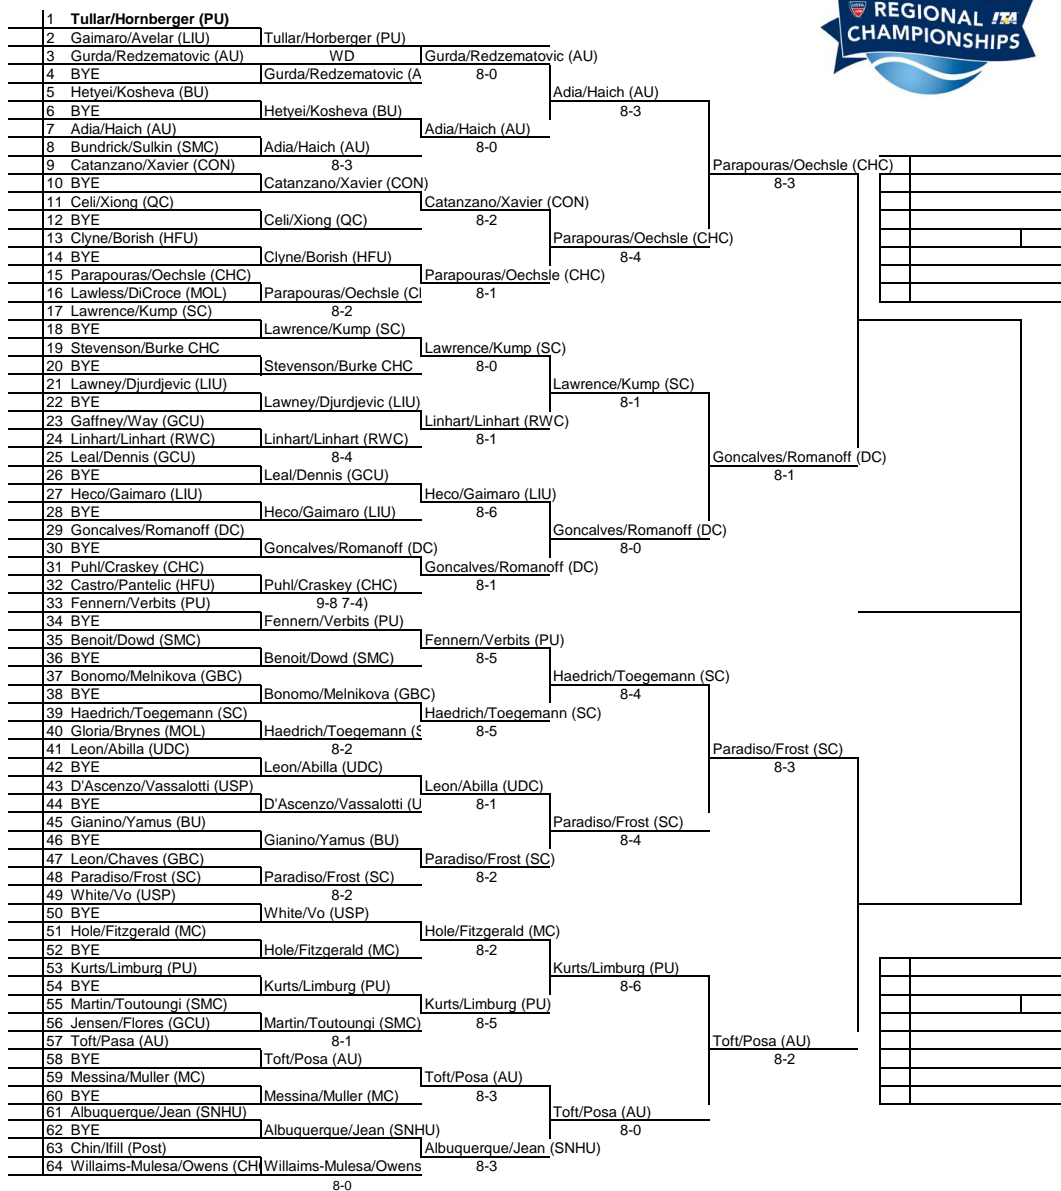 REGIONAL ITA
CHAMPIONSHIPS
1 Tullar/Hornberger (PU)
2 Gaimaro/Avelar (LIU) Tullar/Horberger (PU)
3 Gurda/Redzematovic (AU) WD Gurda/Redzematovic (AU)
4 BYE Gurda/Redzematovic (A 8-0
5 Hetyei/Kosheva (BU) Adia/Haich (AU)
6 BYE Hetyei/Kosheva (BU) 8-3
7 Adia/Haich (AU) Adia/Haich (AU)
8 Bundrick/Sulkin (SMC) Adia/Haich (AU) 8-0
9 Catanzano/Xavier (CON) 8-3 Parapouras/Oechsle (CHC)
10 BYE Catanzano/Xavier (CON) 8-3
11 Celi/Xiong (QC) Catanzano/Xavier (CON)
12 BYE Celi/Xiong (QC) 8-2
13 Clyne/Borish (HFU) Parapouras/Oechsle (CHC)
14 BYE Clyne/Borish (HFU) 8-4
15 Parapouras/Oechsle (CHC) Parapouras/Oechsle (CHC)
16 Lawless/DiCroce (MOL) Parapouras/Oechsle (Cl 8-1
17 Lawrence/Kump (SC) 8-2
18 BYE Lawrence/Kump (SC)
19 Stevenson/Burke CHC Lawrence/Kump (SC)
20 BYE Stevenson/Burke CHC 8-0
21 Lawney/Djurdjevic (LIU) Lawrence/Kump (SC)
22 BYE Lawney/Djurdjevic (LIU) 8-1
23 Gaffney/Way (GCU) Linhart/Linhart (RWC)
24 Linhart/Linhart (RWC) Linhart/Linhart (RWC) 8-1
25 Leal/Dennis (GCU) 8-4 Goncalves/Romanoff (DC)
26 BYE Leal/Dennis (GCU) 8-1
27 Heco/Gaimaro (LIU) Heco/Gaimaro (LIU)
28 BYE Heco/Gaimaro (LIU) 8-6
29 Goncalves/Romanoff (DC) Goncalves/Romanoff (DC)
30 BYE Goncalves/Romanoff (DC) 8-0
31 Puhl/Craskey (CHC) Goncalves/Romanoff (DC)
32 Castro/Pantelic (HFU) Puhl/Craskey (CHC) 8-1
33 Fennern/Verbits (PU) 9-8 7-4)
34 BYE Fennern/Verbits (PU)
35 Benoit/Dowd (SMC) Fennern/Verbits (PU)
36 BYE Benoit/Dowd (SMC) 8-5
37 Bonomo/Melnikova (GBC) Haedrich/Toegemann (SC)
38 BYE Bonomo/Melnikova (GBC) 8-4
39 Haedrich/Toegemann (SC) Haedrich/Toegemann (SC)
40 Gloria/Brynes (MOL) Haedrich/Toegemann (S 8-5
41 Leon/Abilla (UDC) 8-2 Paradiso/Frost (SC)
42 BYE Leon/Abilla (UDC) 8-3
43 D'Ascenzo/Vassalotti (USP) Leon/Abilla (UDC)
44 BYE D'Ascenzo/Vassalotti (U 8-1
45 Gianino/Yamus (BU) Paradiso/Frost (SC)
46 BYE Gianino/Yamus (BU) 8-4
47 Leon/Chaves (GBC) Paradiso/Frost (SC)
48 Paradiso/Frost (SC) Paradiso/Frost (SC) 8-2
49 White/Vo (USP) 8-2
50 BYE White/Vo (USP)
51 Hole/Fitzgerald (MC) Hole/Fitzgerald (MC)
52 BYE Hole/Fitzgerald (MC) 8-2
53 Kurts/Limburg (PU) Kurts/Limburg (PU)
54 BYE Kurts/Limburg (PU) 8-6
55 Martin/Toutoungi (SMC) Kurts/Limburg (PU)
56 Jensen/Flores (GCU) Martin/Toutoungi (SMC) 8-5
57 Toft/Pasa (AU) 8-1 Toft/Posa (AU)
58 BYE Toft/Posa (AU) 8-2
59 Messina/Muller (MC) Toft/Posa (AU)
60 BYE Messina/Muller (MC) 8-3
61 Albuquerque/Jean (SNHU) Toft/Posa (AU)
62 BYE Albuquerque/Jean (SNHU) 8-0
63 Chin/Ifill (Post) Albuquerque/Jean (SNHU)
64 Willaims-Mulesa/Owens (CH Willaims-Mulesa/Owens 8-3
8-0